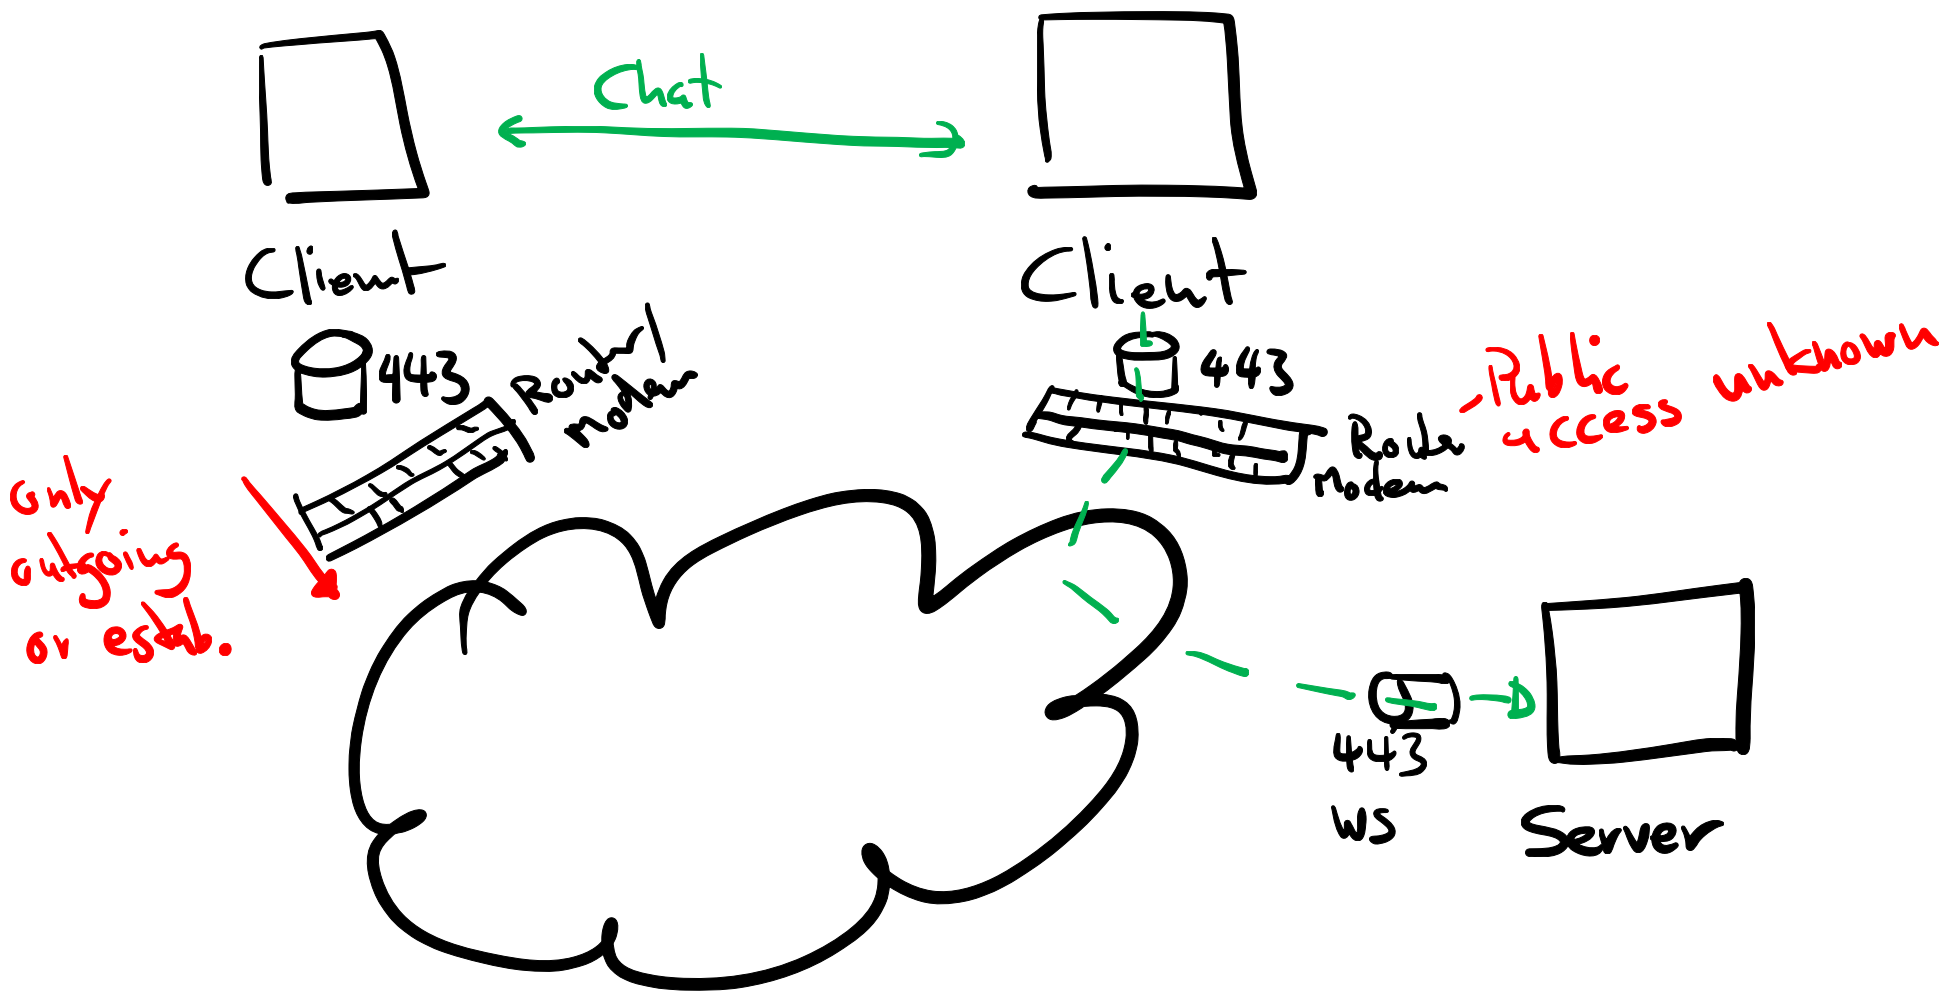 Chat
Client
Client
443
Router/
Modem
443
Router
Modem
Public
access unknown
only
outgoing
or estab.
443
WS
Server